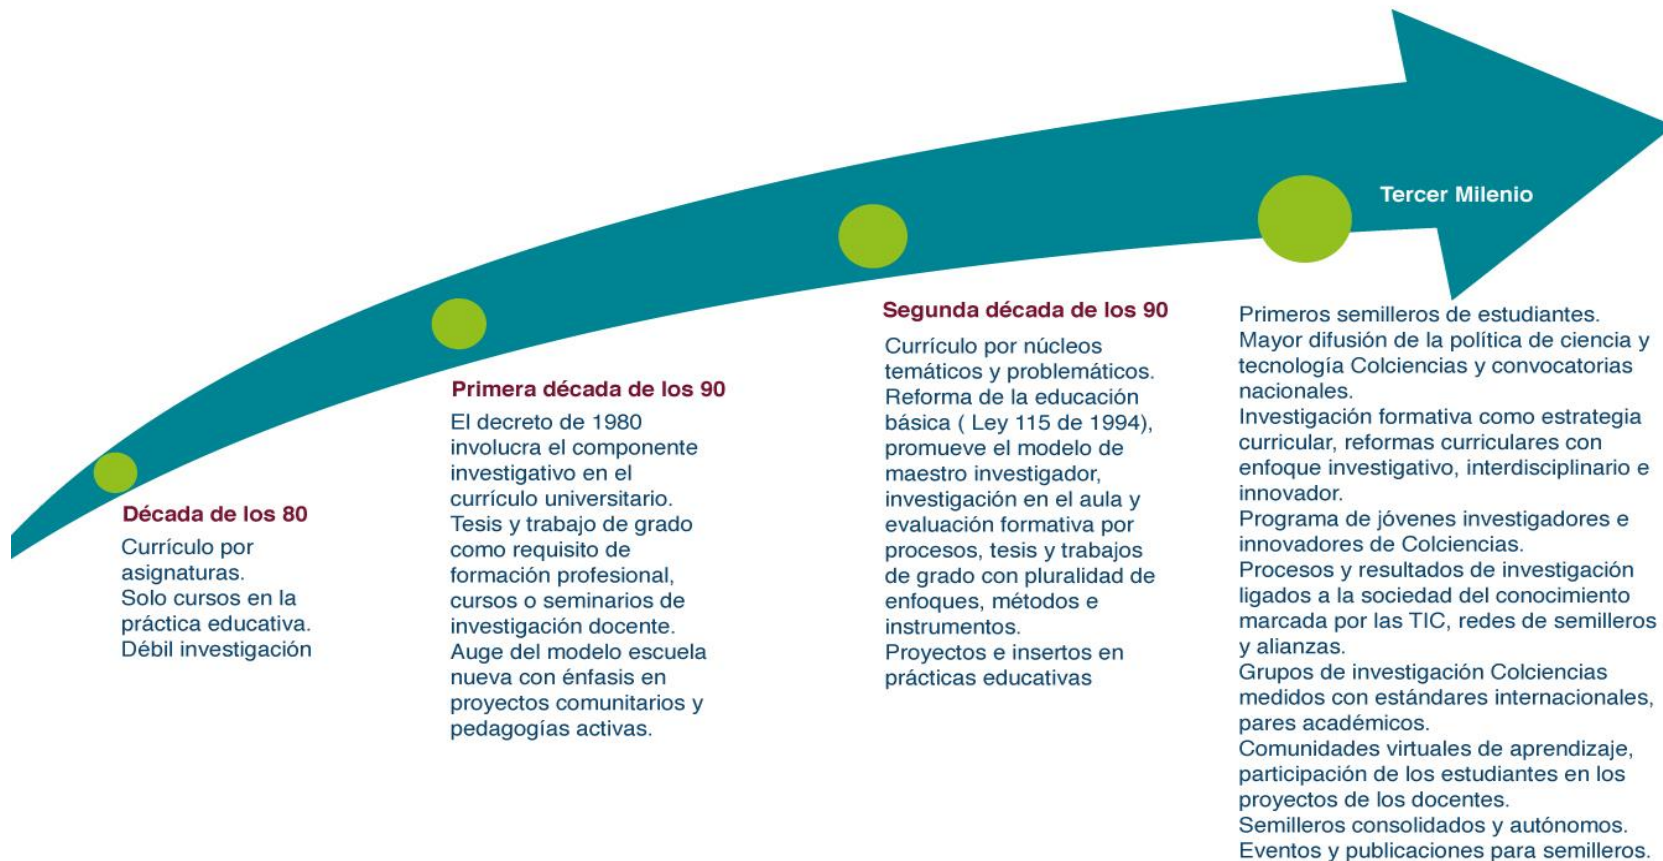 Década de los 80
Currículo por
asignaturas.
Solo cursos en la
práctica educativa.
Débil investigación
Primera década de los 90
El decreto de 1980
involucra el componente
investigativo en el
currículo universitario.
Tesis y trabajo de grado
como requisito de
formación profesional,
cursos o seminarios de
investigación docente.
Auge del modelo escuela
nueva con énfasis en
proyectos comunitarios y
pedagogías activas.
Segunda década de los 90
Currículo por núcleos
temáticos y problemáticos.
Reforma de la educación
básica ( Ley 115 de 1994),
promueve el modelo de
maestro investigador,
investigación en el aula y
evaluación formativa por
procesos, tesis y trabajos
de grado con pluralidad de
enfoques, métodos e
instrumentos.
Proyectos e insertos en
prácticas educativas
Tercer Milenio
Primeros semilleros de estudiantes.
Mayor difusión de la política de ciencia y
tecnología Colciencias y convocatorias
nacionales.
Investigación formativa como estrategia
curricular, reformas curriculares con
enfoque investigativo, interdisciplinario e
innovador.
Programa de jóvenes investigadores e
innovadores de Colciencias.
Procesos y resultados de investigación
ligados a la sociedad del conocimiento
marcada por las TIC, redes de semilleros
y alianzas.
Grupos de investigación Colciencias
medidos con estándares internacionales,
pares académicos.
Comunidades virtuales de aprendizaje,
participación de los estudiantes en los
proyectos de los docentes.
Semilleros consolidados y autónomos.
Eventos y publicaciones para semilleros.